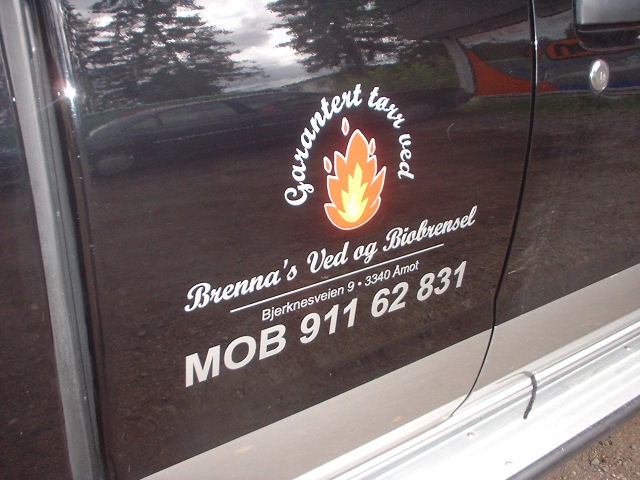 Garantert tørr ved
Brenna's Ved og Biobrensel
Bjerknesveien 9 • 3340 Åmot
MOB 911 62 831